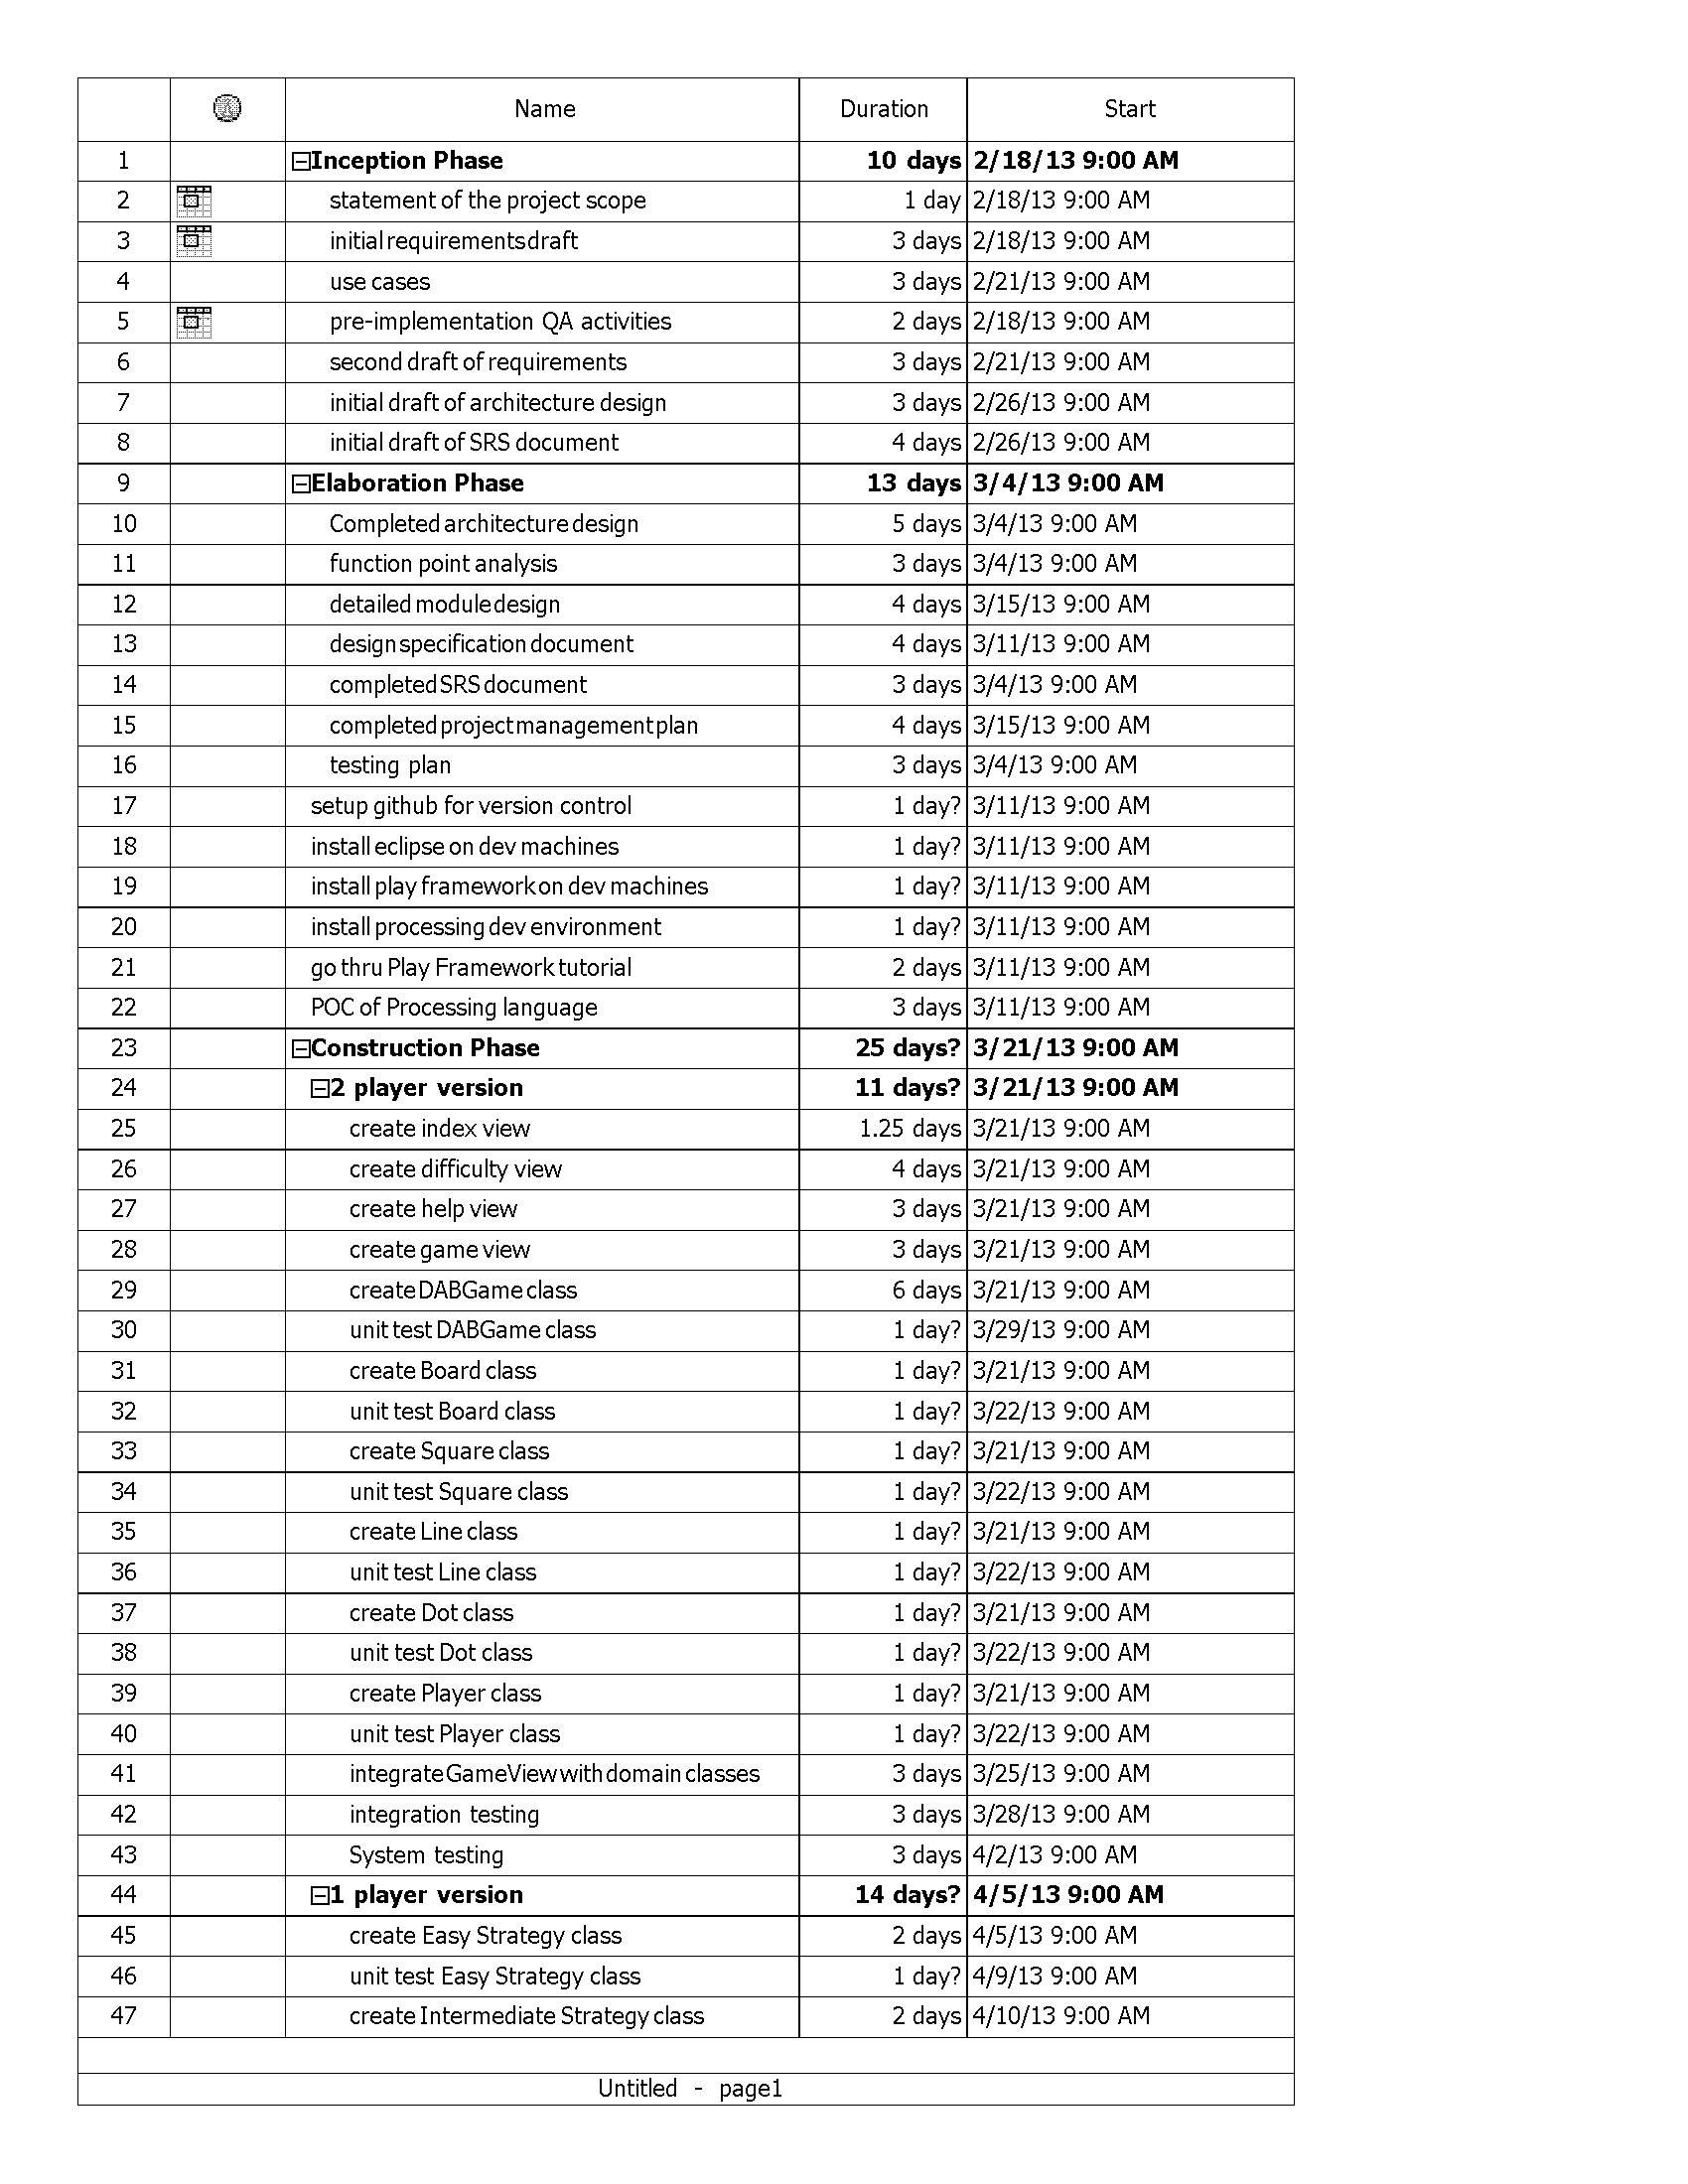 Name Duration Start
1 Inception Phase 10 days 2/18/13 9:00 AM
2 statement of the project scope 1 day 2/18/13 9:00 AM
3 initial requirements draft 3 days 2/18/13 9:00 AM
4 use cases 3 days 2/21/13 9:00 AM
5 pre-implementation QA activities 2 days 2/18/13 9:00 AM
6 second draft of requirements 3 days 2/21/13 9:00 AM
7 initial draft of architecture design 3 days 2/26/13 9:00 AM
8 initial draft of SRS document 4 days 2/26/13 9:00 AM
9 Elaboration Phase 13 days 3/4/13 9:00 AM
10 Completed architecture design 5 days 3/4/13 9:00 AM
11 function point analysis 3 days 3/4/13 9:00 AM
12 detailed module design 4 days 3/15/13 9:00 AM
13 design specification document 4 days 3/11/13 9:00 AM
14 completed SRS document 3 days 3/4/13 9:00 AM
15 completed project management plan 4 days 3/15/13 9:00 AM
16 testing plan 3 days 3/4/13 9:00 AM
17 setup github for version control 1 day? 3/11/13 9:00 AM
18 install eclipse on dev machines 1 day? 3/11/13 9:00 AM
19 install play framework on dev machines 1 day? 3/11/13 9:00 AM
20 install processing dev environment 1 day? 3/11/13 9:00 AM
21 go thru Play Framework tutorial 2 days 3/11/13 9:00 AM
22 POC of Processing language 3 days 3/11/13 9:00 AM
23 Construction Phase 25 days? 3/21/13 9:00 AM
24 2 player version 11 days? 3/21/13 9:00 AM
25 create index view 1.25 days 3/21/13 9:00 AM
26 create difficulty view 4 days 3/21/13 9:00 AM
27 create help view 3 days 3/21/13 9:00 AM
28 create game view 3 days 3/21/13 9:00 AM
29 create DABGame class 6 days 3/21/13 9:00 AM
30 unit test DABGame class 1 day? 3/29/13 9:00 AM
31 create Board class 1 day? 3/21/13 9:00 AM
32 unit test Board class 1 day? 3/22/13 9:00 AM
33 create Square class 1 day? 3/21/13 9:00 AM
34 unit test Square class 1 day? 3/22/13 9:00 AM
35 create Line class 1 day? 3/21/13 9:00 AM
36 unit test Line class 1 day? 3/22/13 9:00 AM
37 create Dot class 1 day? 3/21/13 9:00 AM
38 unit test Dot class 1 day? 3/22/13 9:00 AM
39 create Player class 1 day? 3/21/13 9:00 AM
40 unit test Player class 1 day? 3/22/13 9:00 AM
41 integrate GameView with domain classes 3 days 3/25/13 9:00 AM
42 integration testing 3 days 3/28/13 9:00 AM
43 System testing 3 days 4/2/13 9:00 AM
44 1 player version 14 days? 4/5/13 9:00 AM
45 create Easy Strategy class 2 days 4/5/13 9:00 AM
46 unit test Easy Strategy class 1 day? 4/9/13 9:00 AM
47 create Intermediate Strategy class 2 days 4/10/13 9:00 AM
Untitled - page1